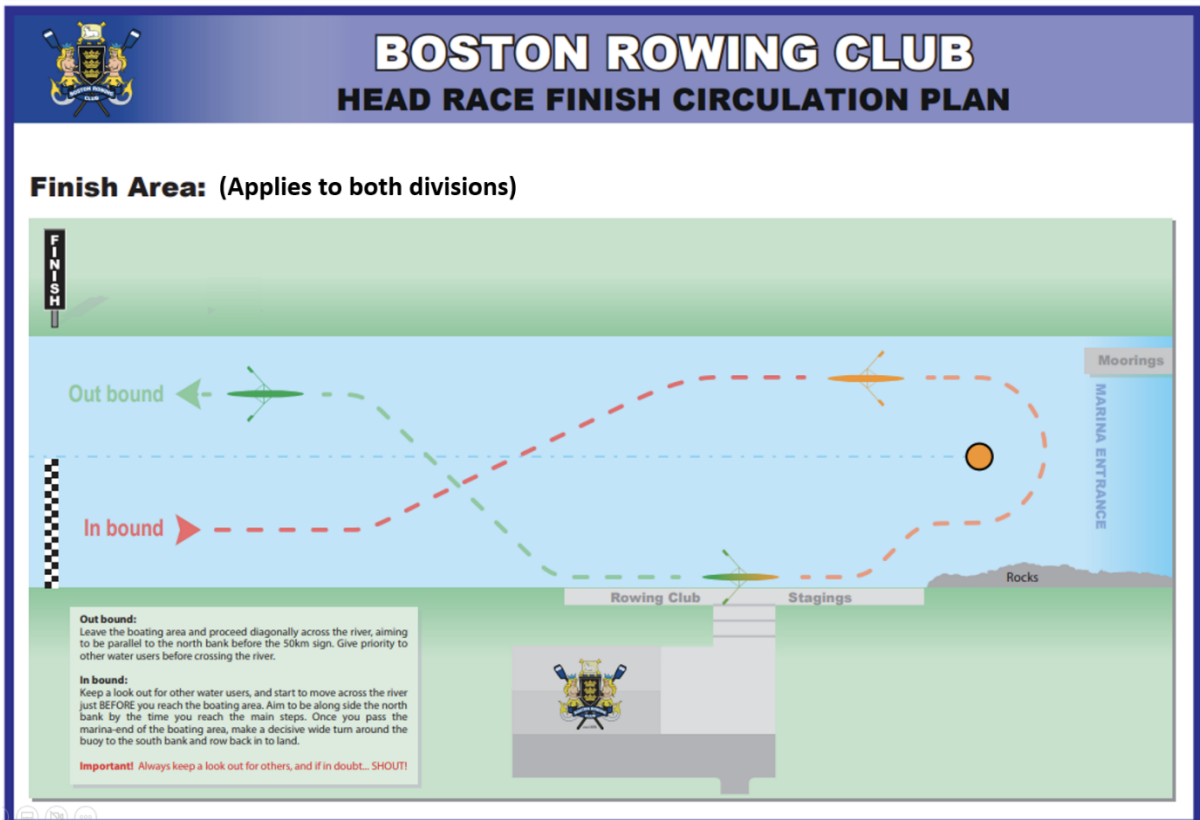 BOSTON ROWING CLUB
HEAD RACE FINISH CIRCULATION PLAN
BOSTON ROWING
CLUB
Finish Area: (Applies to both divisions)
FINISH
Out bound
In bound
Moorings
MARINA ENTRANCE
Rocks
Rowing Club
Stagings
Out bound:
Leave the boating area and proceed diagonally across the river, aiming
to be parallel to the north bank before the 50km sign. Give priority to
other water users before crossing the river.
In bound:
Keep a look out for other water users, and start to move across the river
just BEFORE you reach the boating area. Aim to be along side the north
bank by the time you reach the main steps. Once you pass the
marina-end of the boating area, make a decisive wide turn around the
buoy to the south bank and row back in to land.
Important! Always keep a look out for others, and if in doubt... SHOUT!